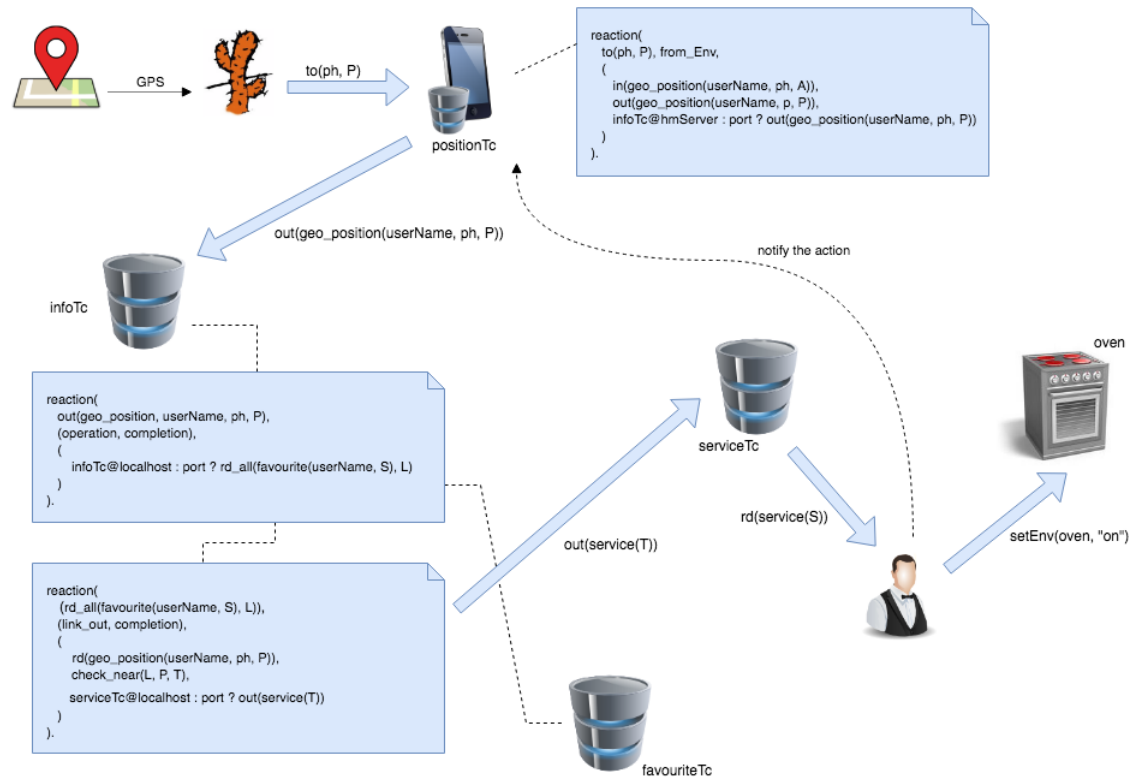 GPS
to(ph, P)
positionTc
reaction(
to(ph, P), from_Env,
(
in(geo_position(userName, ph, A)),
out(geo_position(userName, p, P)),
infoTc@hmServer : port ? out(geo_position(userName, ph, P))
)
).
out(geo_position(userName, ph, P))
notify the action
infoTc
oven
reaction(
out(geo_position, userName, ph, P),
(operation, completion),
(
infoTc@localhost : port ? rd_all(favourite(userName, S), L)
)
).
serviceTc
rd(service(S))
out(service(T))
setEnv(oven, "on")
reaction(
(rd_all(favourite(userName, S), L)),
(link_out, completion),
(
rd(geo_position(userName, ph, P)),
check_near(L, P, T),
serviceTc@localhost : port ? out(service(T))
)
).
favouriteTc